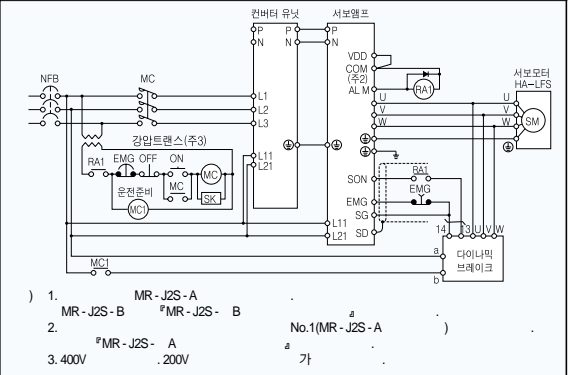 컨버터 유닛 서보앰프
P P
N N
VDD
COM
(주2)
ALM
RA1
서보모터
HA-LFS
NFB MC
U U
V V
W W
SM
L1
L2
L3
강압트랜스(주3)
RA1 EMG OFF ON
MC
MC
SK
운전준비
MC1
L11
L21
SON RA1
EMG EMG
SG
SD
L11
L21
14 13 U V W
a
b
다이나믹
브레이크
MC1
) 1. MR-J2S-A .
MR-J2S-B 『MR-J2S- B 』 .
2. No.1(MR-J2S-A ) .
『MR-J2S- A 』 .
3. 400V . 200V 가 .